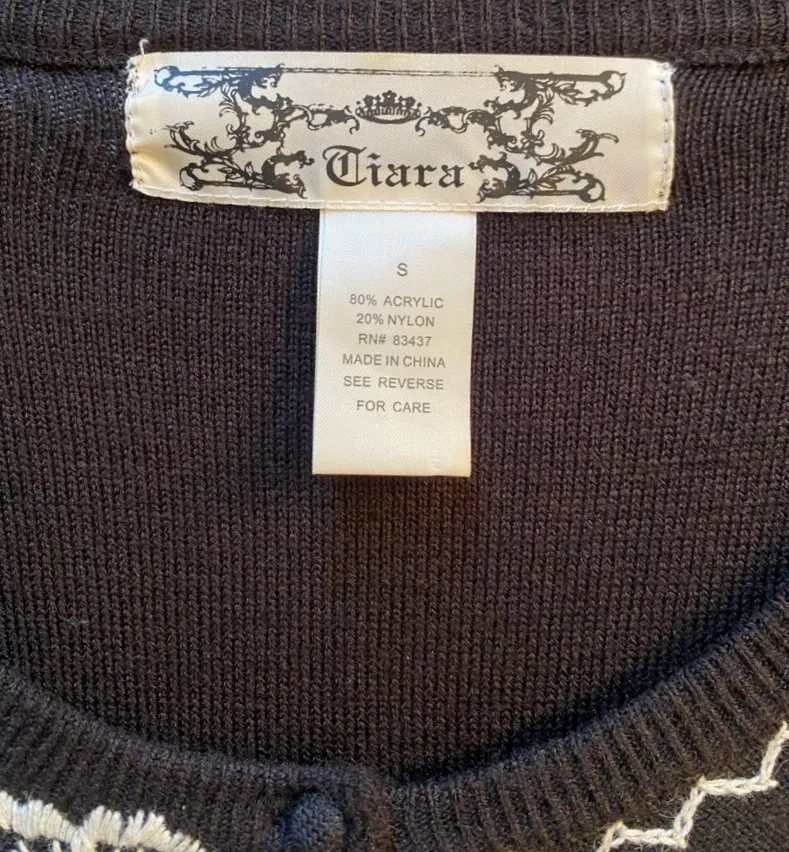 Tiara
S
80% ACRYLIC
20% NYLON
RN# 83437
MADE IN CHINA
SEE REVERSE
FOR CARE